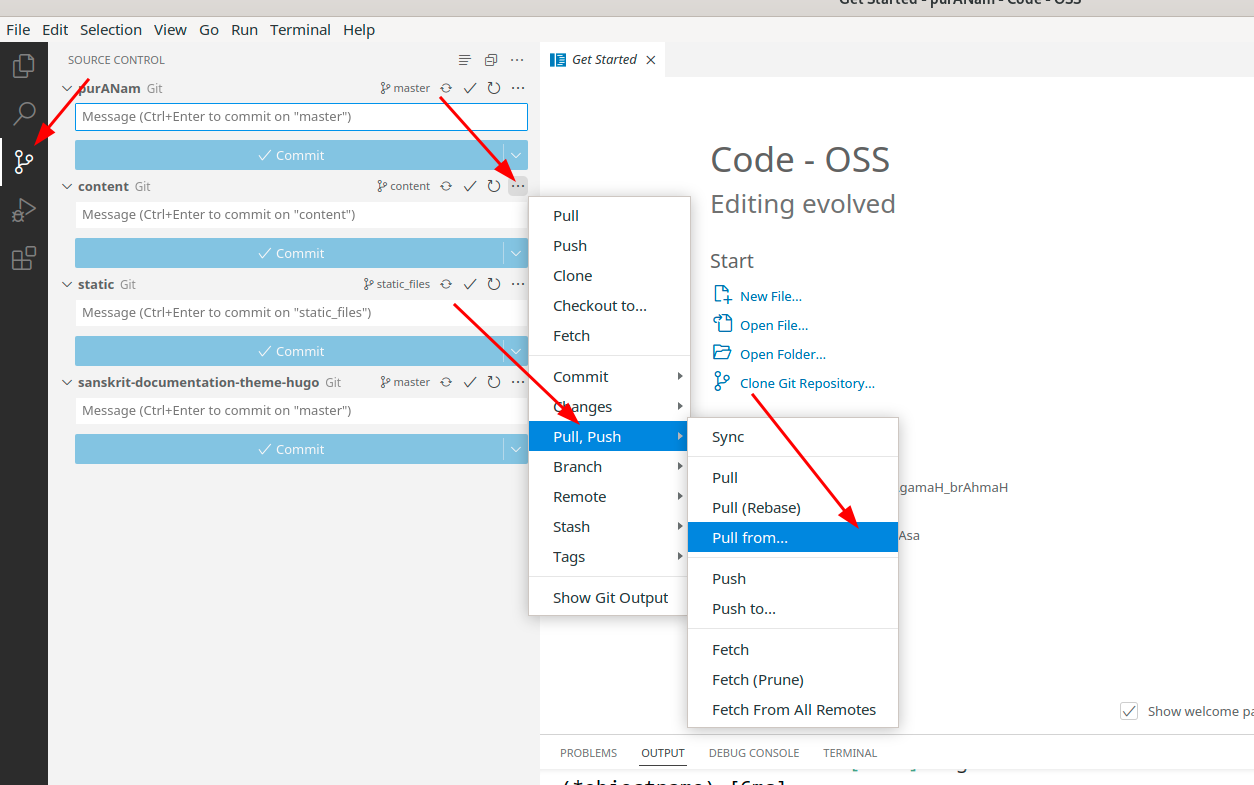 Get Started - purANam - Code - OSS
File Edit Selection View Go Run Terminal Help
SOURCE CONTROL
purANam Git master
Message (Ctrl+Enter to commit on "master")
Commit
content Git content
Message (Ctrl+Enter to commit on "content")
Commit
static Git static_files
Message (Ctrl+Enter to commit on "static_files")
Commit
sanskrit-documentation-theme-hugo Git master
Message (Ctrl+Enter to commit on "master")
Commit
Pull
Push
Clone
Checkout to...
Fetch
Commit
Changes
Pull, Push
Branch
Remote
Stash
Tags
Show Git Output
Sync
Pull
Pull (Rebase)
Pull from...
Push
Push to...
Fetch
Fetch (Prune)
Fetch From All Remotes
Get Started
Code - OSS
Editing evolved
Start
New File...
Open File...
Open Folder...
Clone Git Repository...
gamaH_brAhmaH
Asa
Show welcome pa
PROBLEMS OUTPUT DEBUG CONSOLE TERMINAL